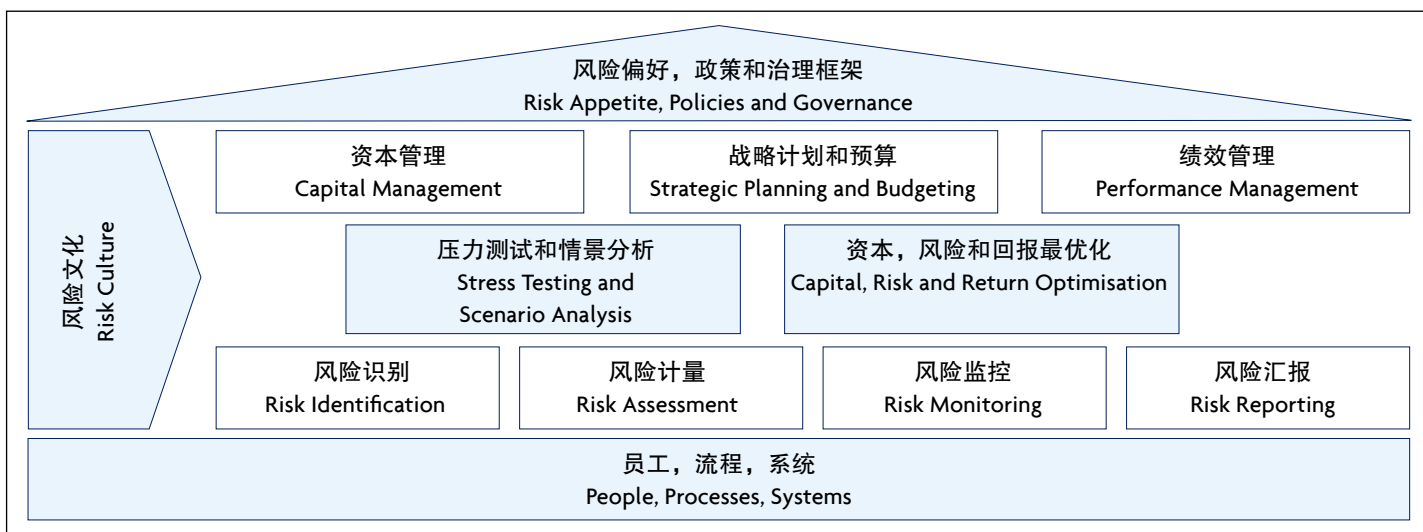 风险偏好，政策和治理框架
Risk Appetite, Policies and Governance
风险文化
Risk Culture
资本管理
Capital Management
战略计划和预算
Strategic Planning and Budgeting
绩效管理
Performance Management
压力测试和情景分析
Stress Testing and
Scenario Analysis
资本，风险和回报最优化
Capital, Risk and Return Optimisation
风险识别
Risk Identification
风险计量
Risk Assessment
风险监控
Risk Monitoring
风险汇报
Risk Reporting
员工，流程，系统
People, Processes, Systems